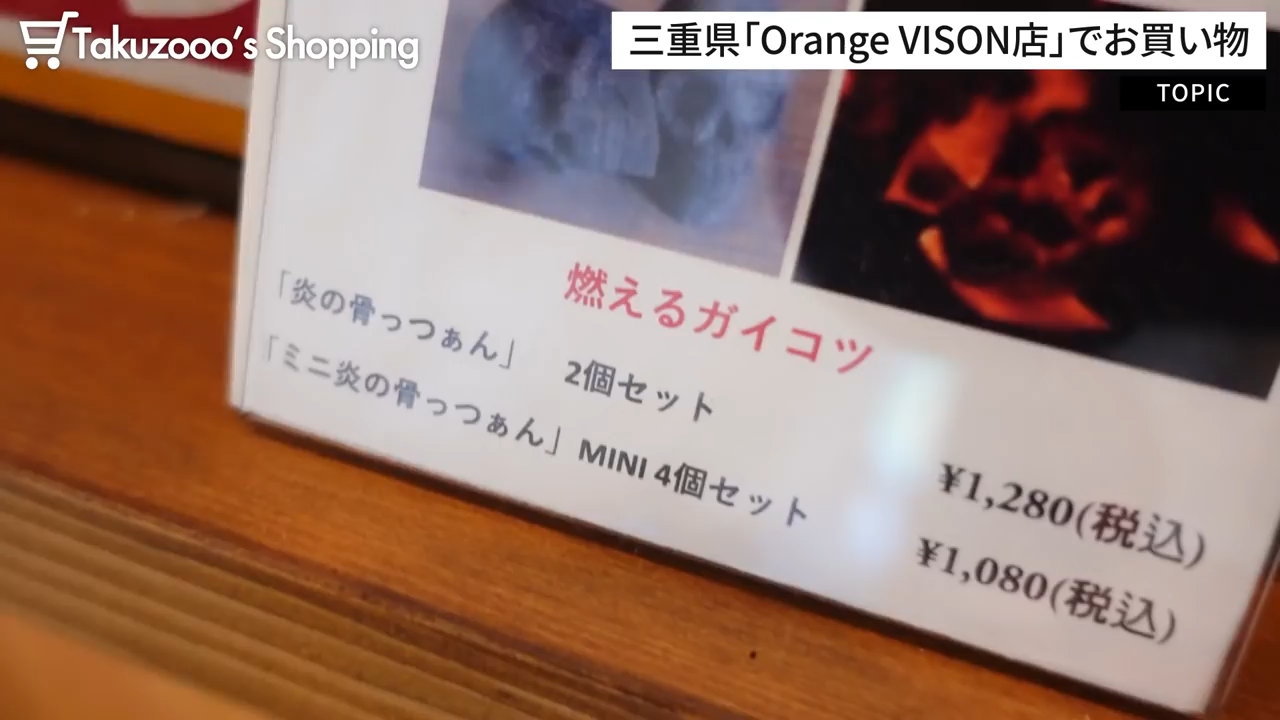 Takuzooo's Shopping
三重県「Orange VISON店」でお買い物
TOPIC
燃えるガイコツ
「炎の骨っつぁん」 2個セット ¥1,280(税込)
「ミニ炎の骨っつぁん」MINI 4個セット ¥1,080(税込)